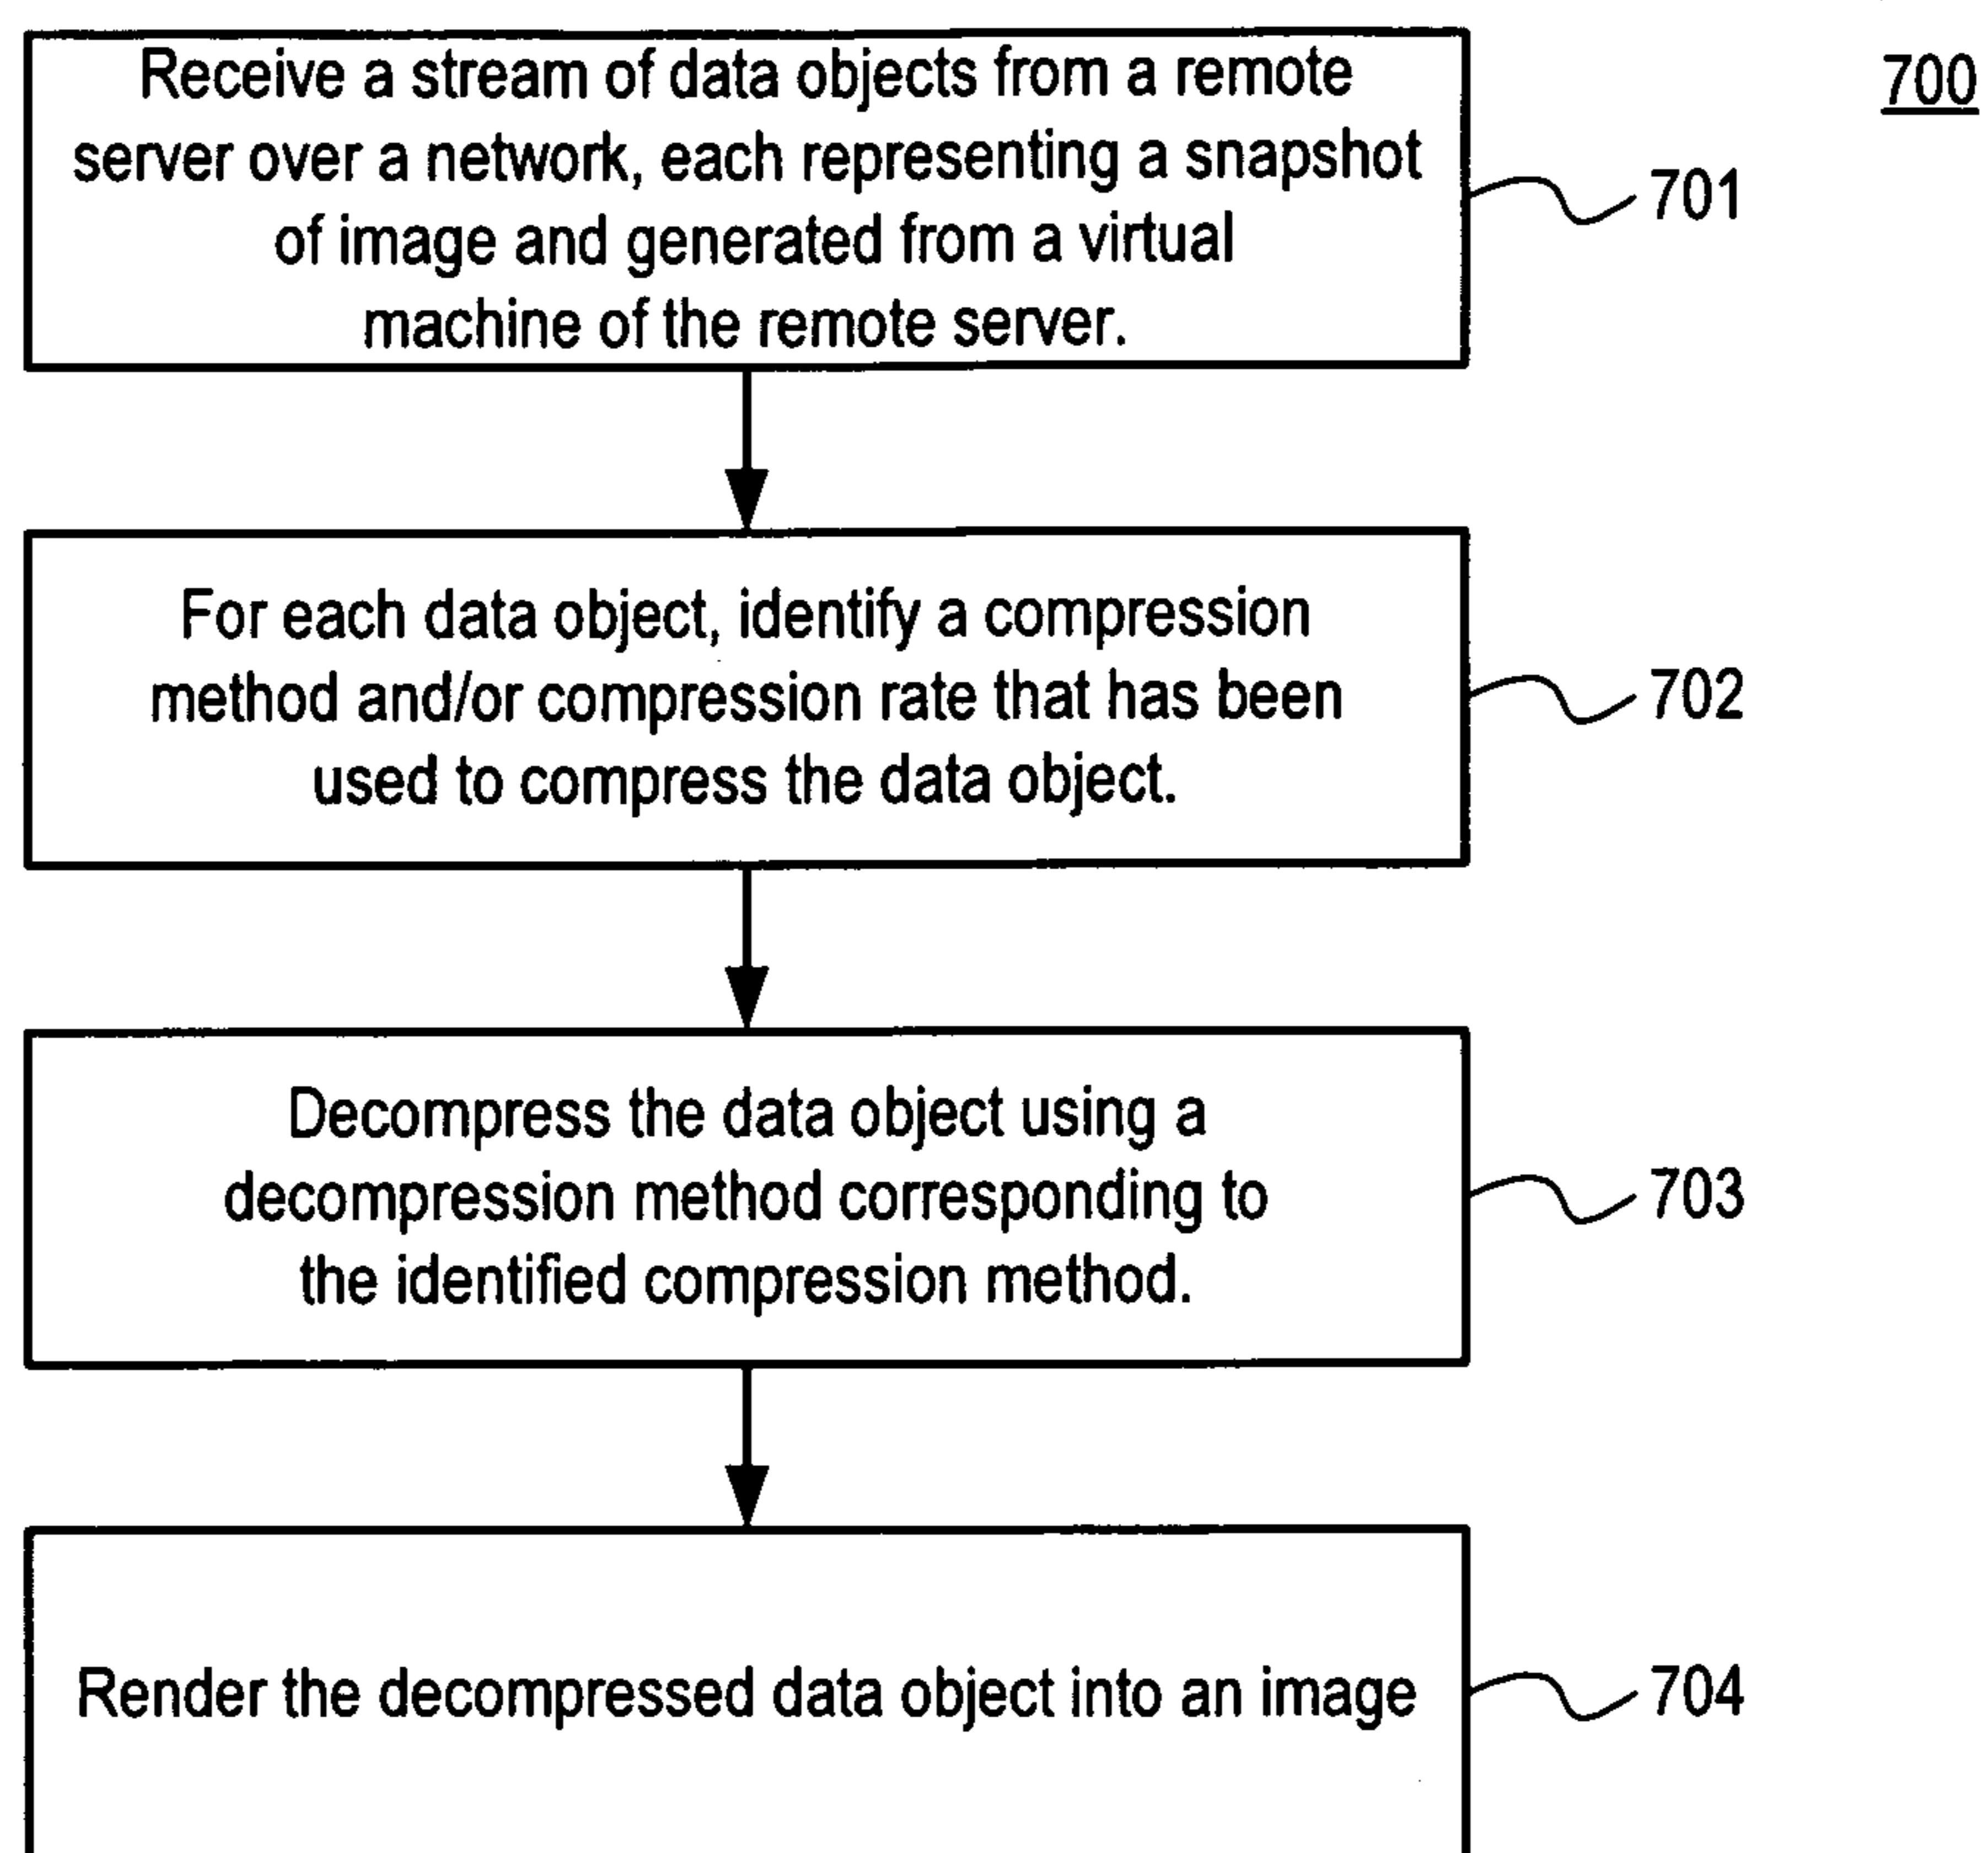 700
Receive a stream of data objects from a remote
server over a network, each representing a snapshot
of image and generated from a virtual
machine of the remote server.
701
For each data object, identify a compression
method and/or compression rate that has been
used to compress the data object.
702
Decompress the data object using a
decompression method corresponding to
the identified compression method.
703
Render the decompressed data object into an image
704